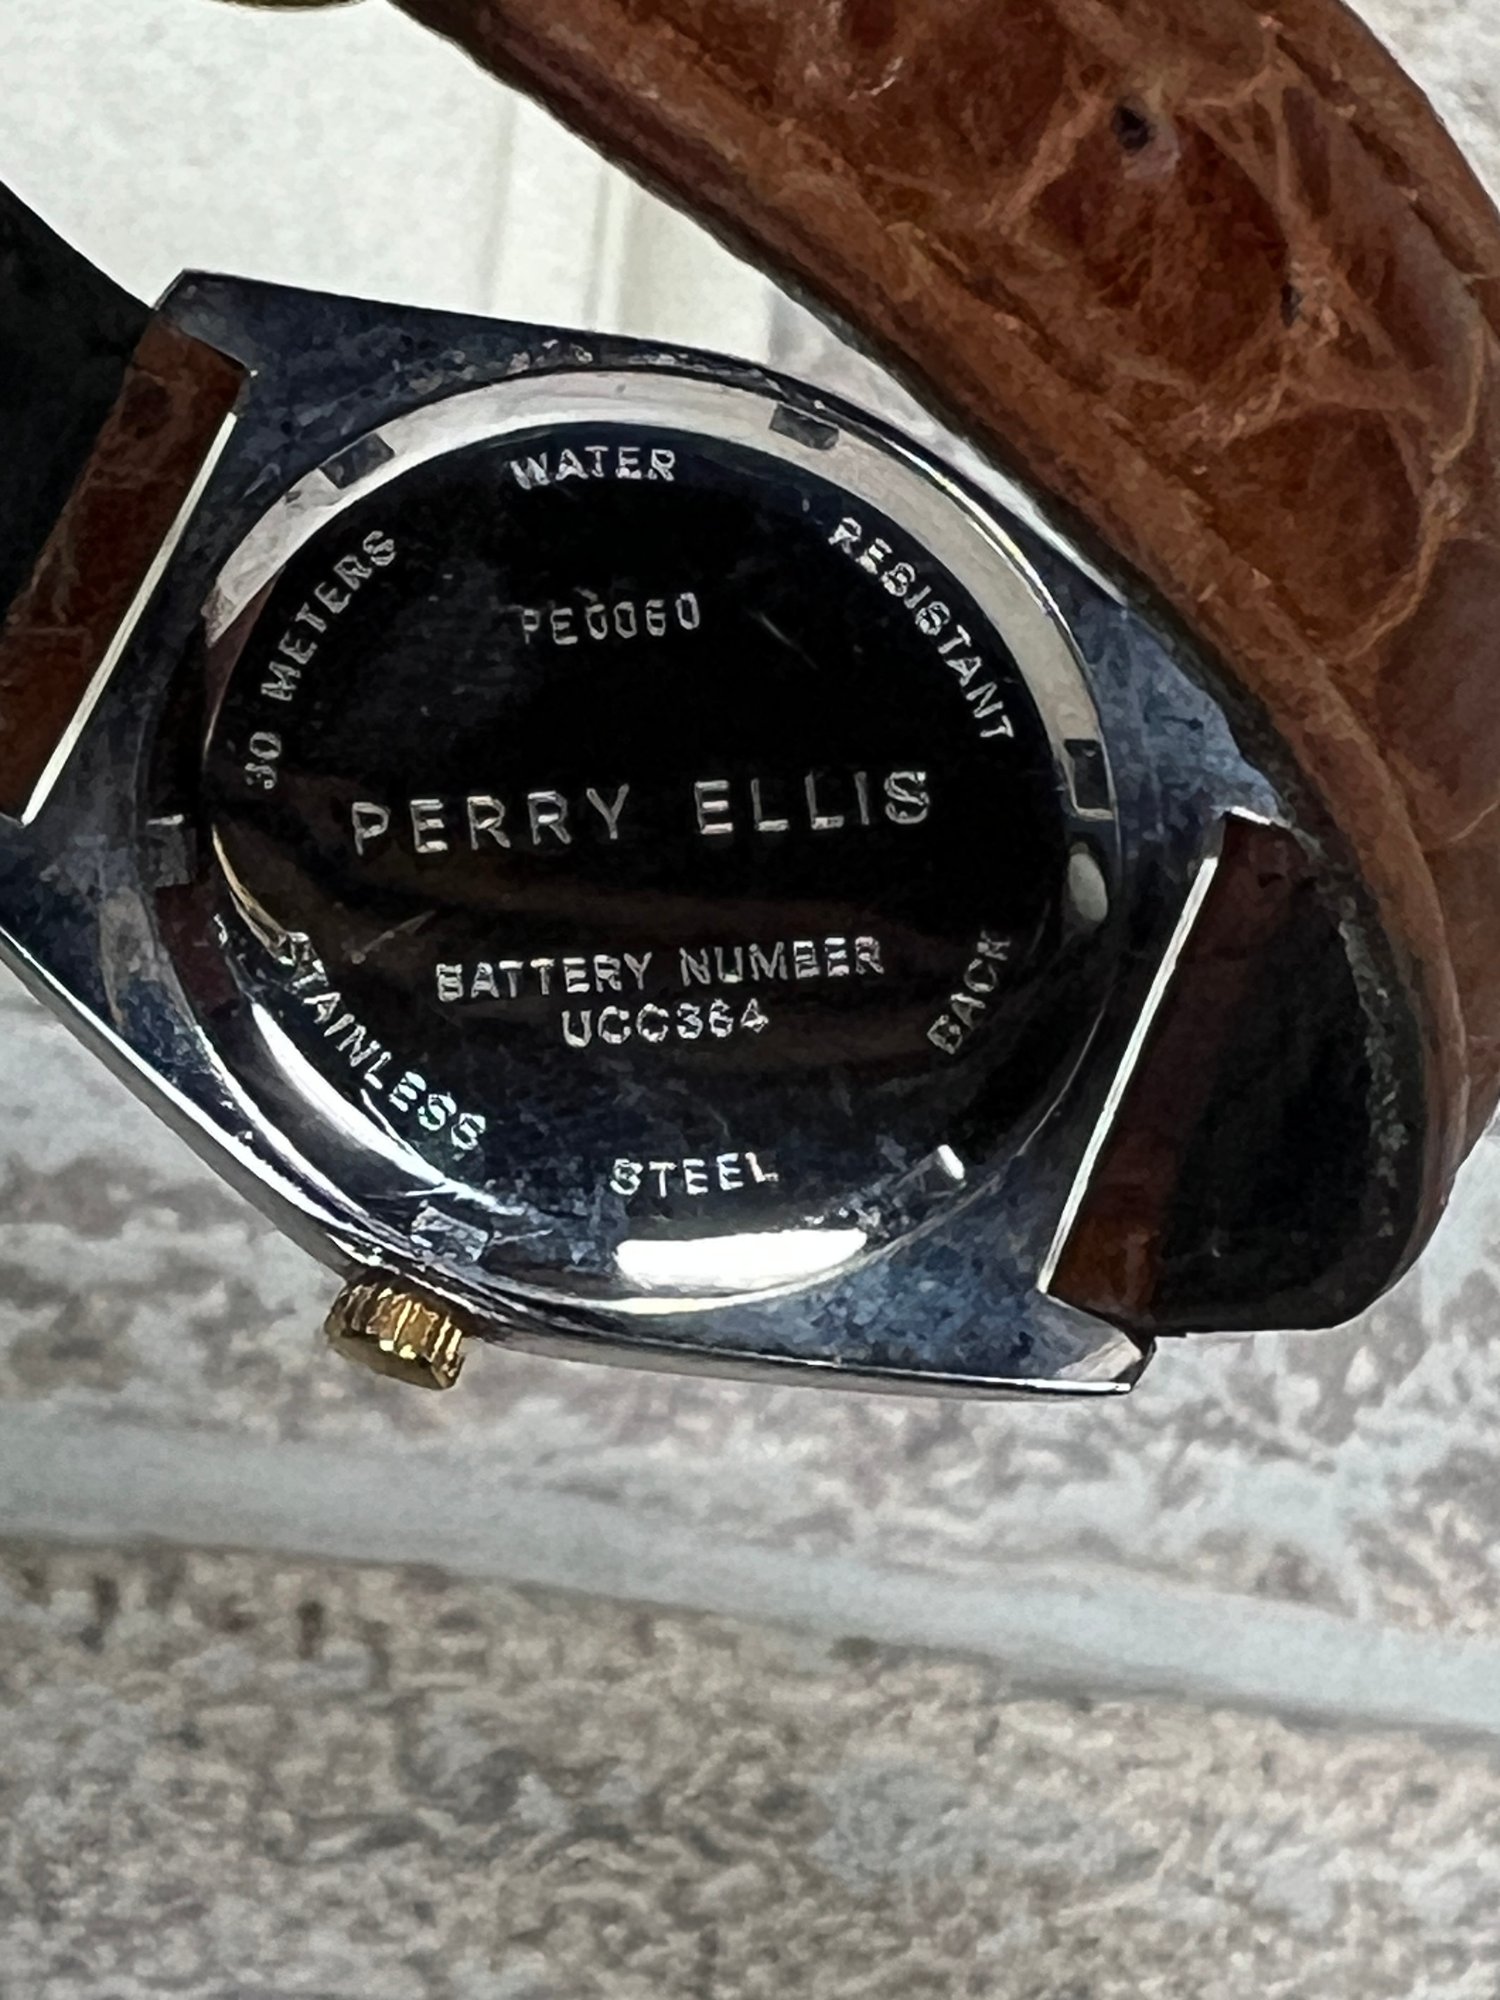 30 METERS WATER RESISTANT
PE0060
PERRY ELLIS
BATTERY NUMBER
UCC364
STAINLESS STEEL BACK